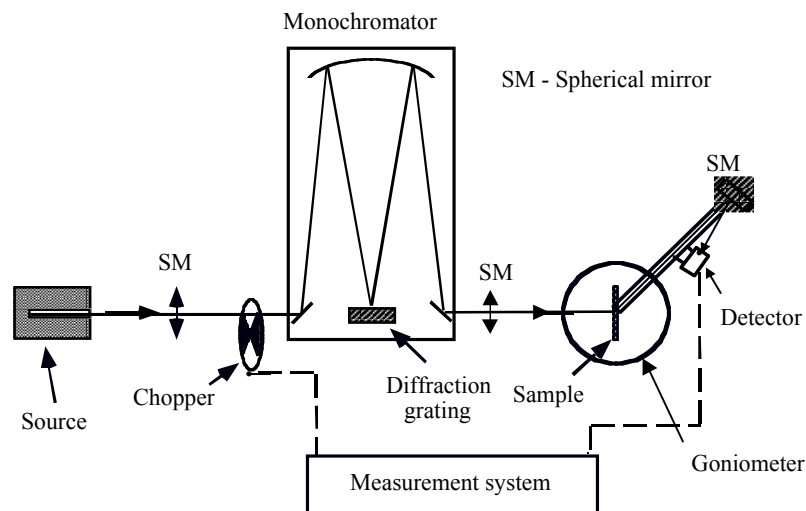 Monochromator
SM - Spherical mirror
SM
SM
SM
Detector
Source
Chopper
Diffraction
grating
Sample
Goniometer
Measurement system